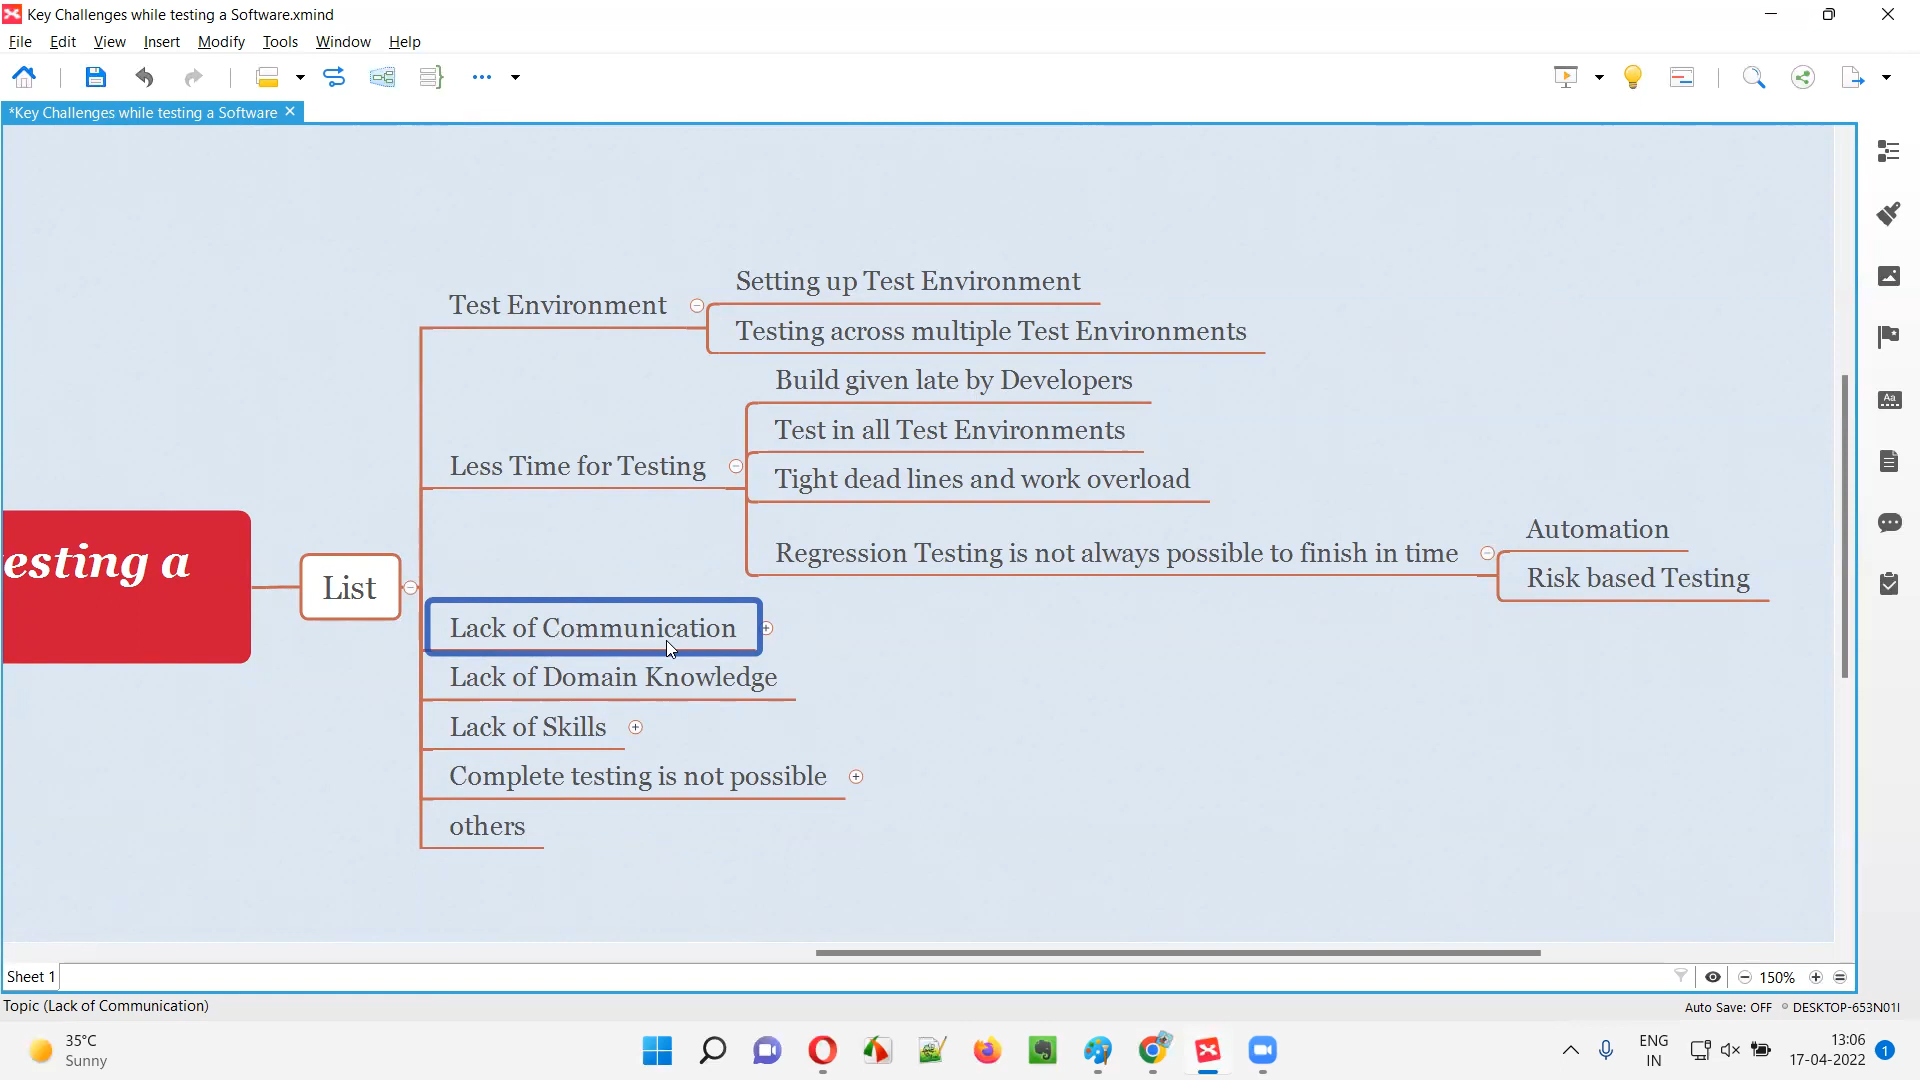 Key Challenges while testing a Software.xmind
File Edit View Insert Modify Tools Window Help
*Key Challenges while testing a Software
Setting up Test Environment
Test Environment
Testing across multiple Test Environments
Build given late by Developers
Test in all Test Environments
Less Time for Testing
Tight dead lines and work overload
Automation
Regression Testing is not always possible to finish in time
Risk based Testing
esting a
List
Lack of Communication
Lack of Domain Knowledge
Lack of Skills
Complete testing is not possible
others
Sheet 1
150%
Topic (Lack of Communication)
Auto Save: OFF
DESKTOP-653N01I
35°C
Sunny
ENG
IN
13:06
17-04-2022
1
Aa